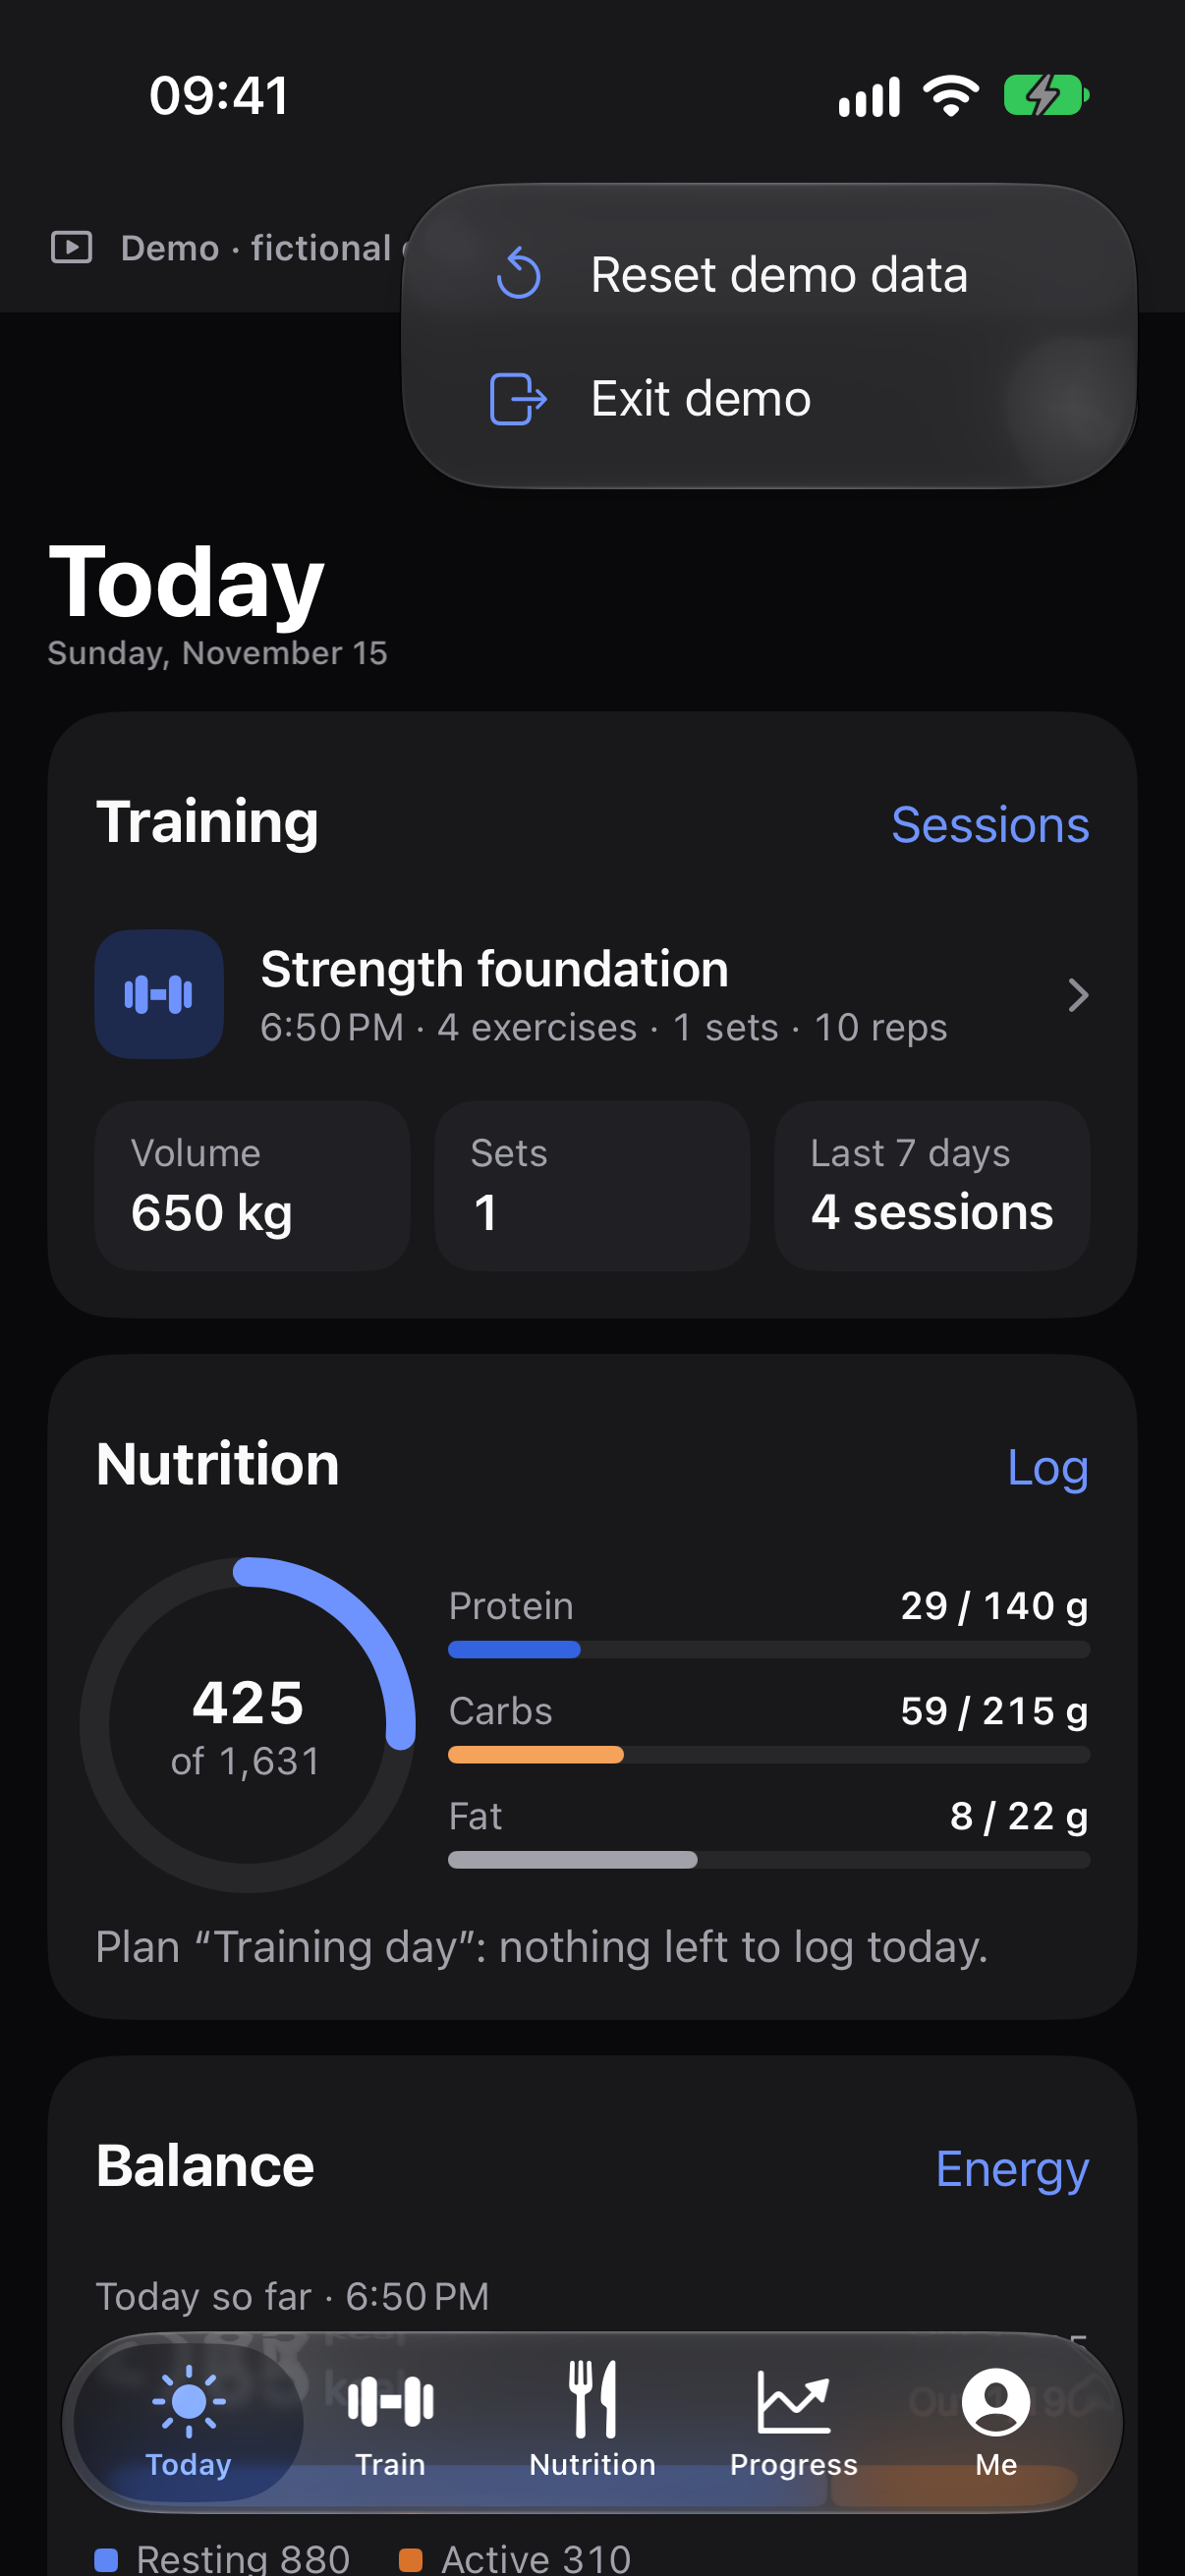 09:41
Demo · fictional
Reset demo data
Exit demo
Today
Sunday, November 15
Training
Sessions
Strength foundation
6:50 PM · 4 exercises · 1 sets · 10 reps
Volume
650 kg
Sets
1
Last 7 days
4 sessions
Nutrition
Log
425
of 1,631
Protein
29 / 140 g
Carbs
59 / 215 g
Fat
8 / 22 g
Plan “Training day”: nothing left to log today.
Balance
Energy
Today so far · 6:50 PM
Today
Train
Nutrition
Progress
Me
Resting 880
Active 310